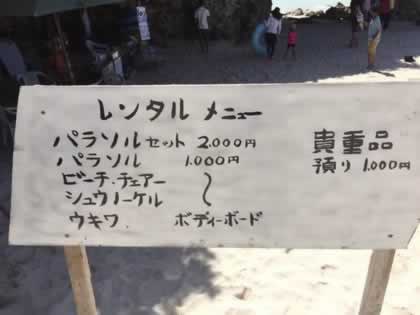 レンタル メニュー
パラソル セット 2.000円
パラソル 1.000円
ビーチ・チェアー 〜
シュウノーケル
ウキワ ボディーボード
貴重品
預り 1.000円